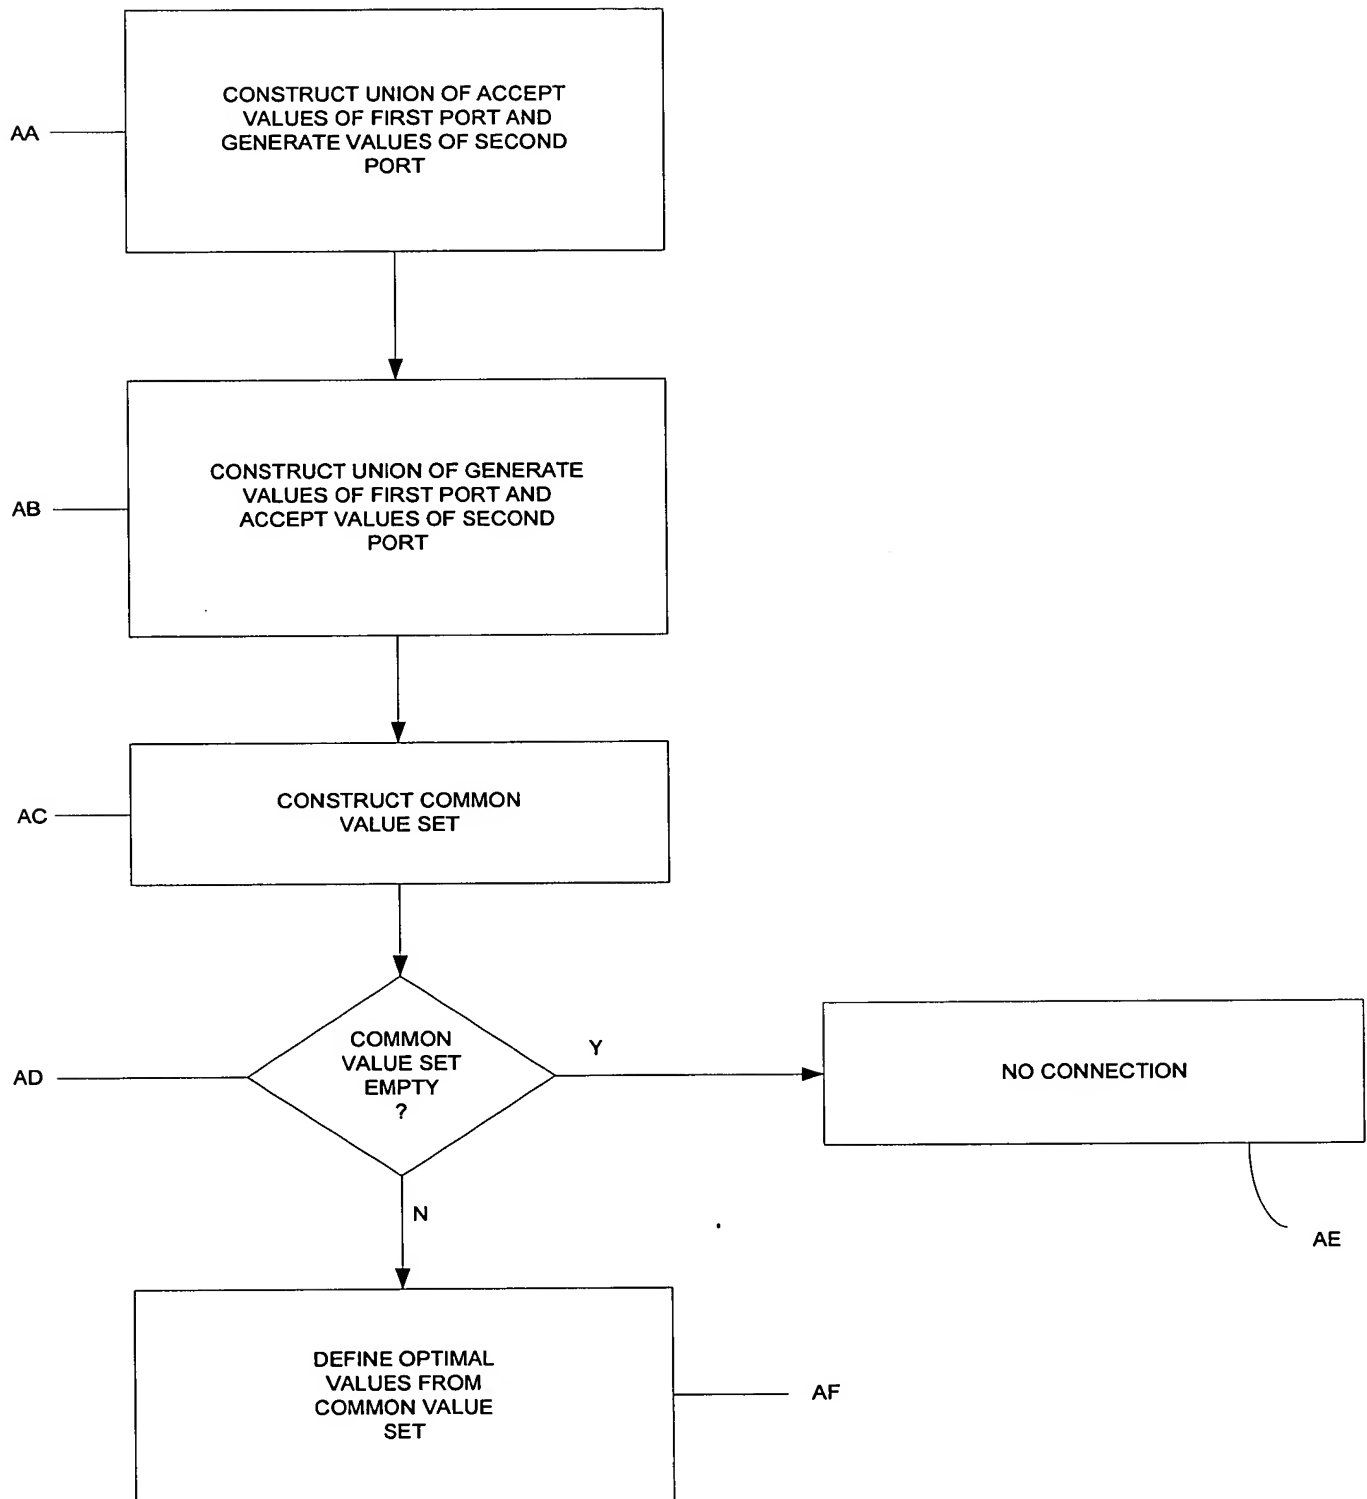 CONSTRUCT UNION OF ACCEPT
VALUES OF FIRST PORT AND
GENERATE VALUES OF SECOND
PORT
AA
CONSTRUCT UNION OF GENERATE
VALUES OF FIRST PORT AND
ACCEPT VALUES OF SECOND
PORT
AB
CONSTRUCT COMMON
VALUE SET
AC
COMMON
VALUE SET
EMPTY
?
AD
Y
NO CONNECTION
AE
N
DEFINE OPTIMAL
VALUES FROM
COMMON VALUE
SET
AF